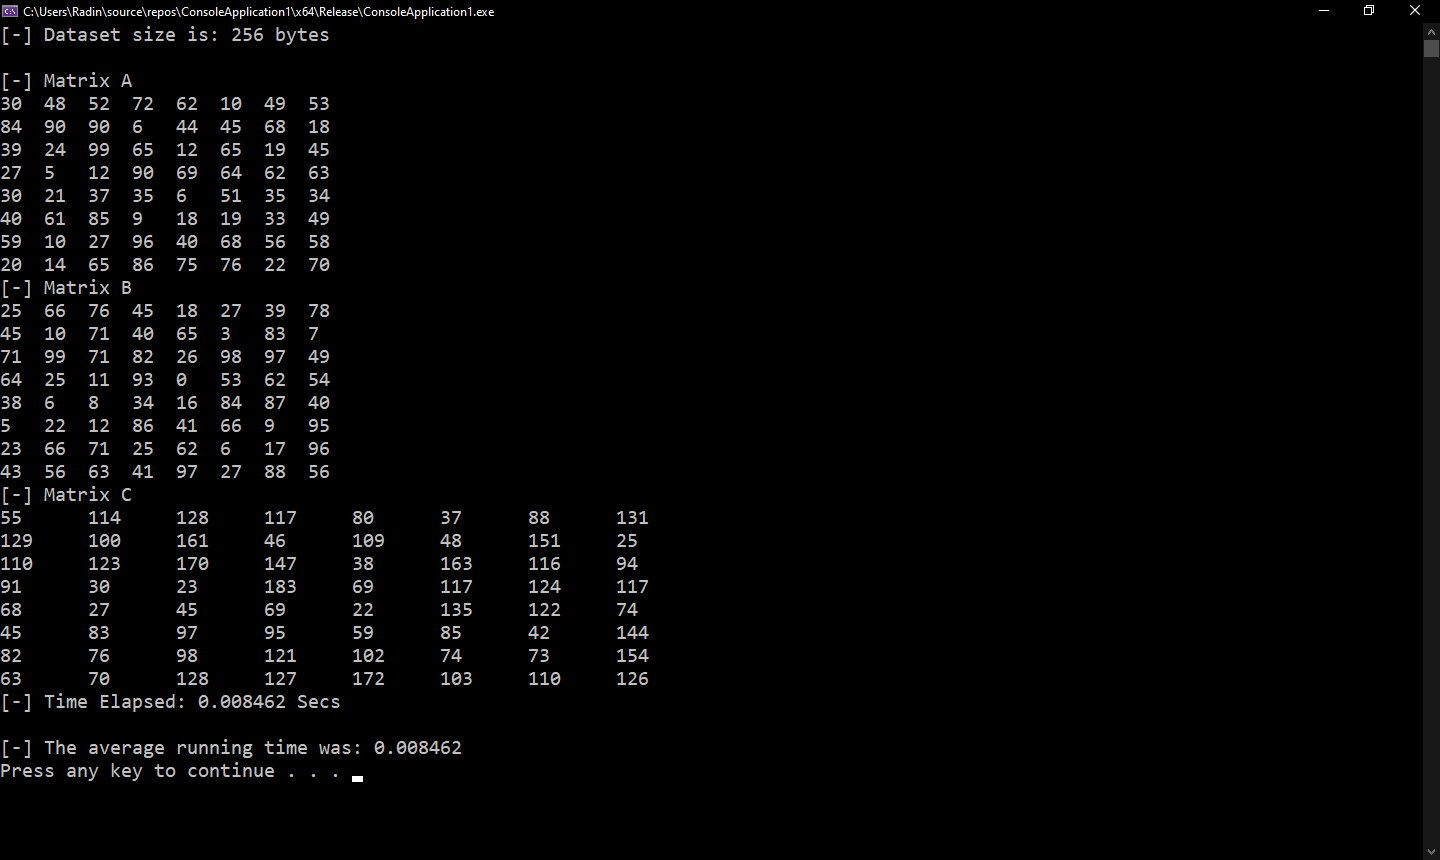 C:\Users\Radin\source\repos\ConsoleApplication1\x64\Release\ConsoleApplication1.exe
[-] Dataset size is: 256 bytes
[-] Matrix A
30 48 52 72 62 10 49 53
84 90 90 6 44 45 68 18
39 24 99 65 12 65 19 45
27 5 12 90 69 64 62 63
30 21 37 35 6 51 35 34
40 61 85 9 18 19 33 49
59 10 27 96 40 68 56 58
20 14 65 86 75 76 22 70
[-] Matrix B
25 66 76 45 18 27 39 78
45 10 71 40 65 3 83 7
71 99 71 82 26 98 97 49
64 25 11 93 0 53 62 54
38 6 8 34 16 84 87 40
5 22 12 86 41 66 9 95
23 66 71 25 62 6 17 96
43 56 63 41 97 27 88 56
[-] Matrix C
55 114 128 117 80 37 88 131
129 100 161 46 109 48 151 25
110 123 170 147 38 163 116 94
91 30 23 183 69 117 124 117
68 27 45 69 22 135 122 74
45 83 97 95 59 85 42 144
82 76 98 121 102 74 73 154
63 70 128 127 172 103 110 126
[-] Time Elapsed: 0.008462 Secs
[-] The average running time was: 0.008462
Press any key to continue . . .